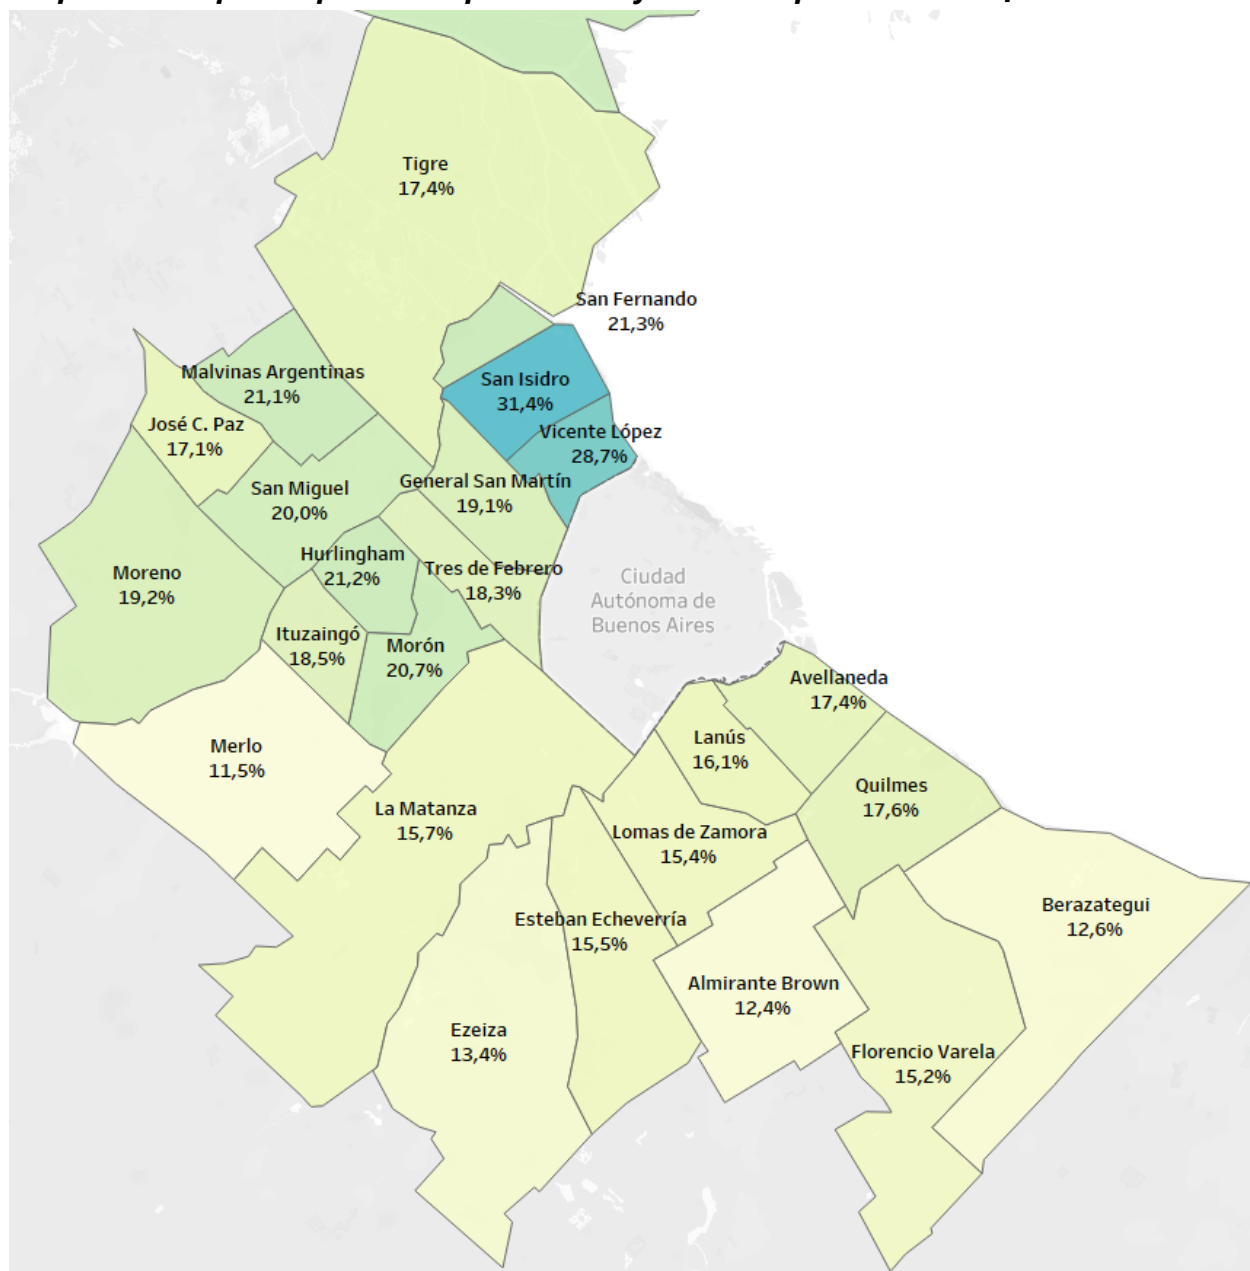 Tigre
17,4%
San Fernando
21,3%
Malvinas Argentinas
21,1%
San Isidro
31,4%
José C. Paz
17,1%
Vicente López
28,7%
San Miguel
20,0%
General San Martín
19,1%
Hurlingham
21,2%
Tres de Febrero
18,3%
Moreno
19,2%
Ciudad
Autónoma de
Buenos Aires
Ituzaingó
18,5%
Morón
20,7%
Avellaneda
17,4%
Merlo
11,5%
Lanús
16,1%
Quilmes
17,6%
La Matanza
15,7%
Lomas de Zamora
15,4%
Esteban Echeverría
15,5%
Berazategui
12,6%
Almirante Brown
12,4%
Ezeiza
13,4%
Florencio Varela
15,2%